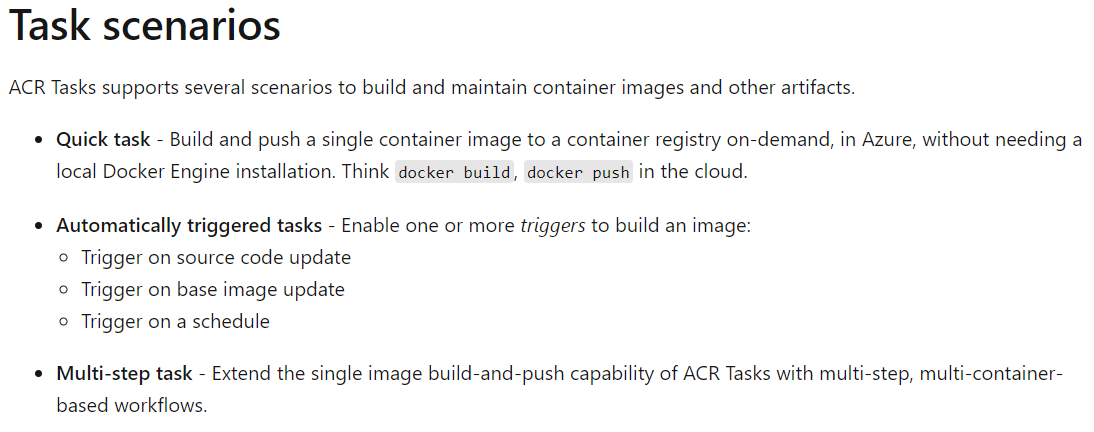 Task scenarios
ACR Tasks supports several scenarios to build and maintain container images and other artifacts.
• Quick task - Build and push a single container image to a container registry on-demand, in Azure, without needing a
local Docker Engine installation. Think docker build, docker push in the cloud.
• Automatically triggered tasks - Enable one or more triggers to build an image:
◦ Trigger on source code update
◦ Trigger on base image update
◦ Trigger on a schedule
• Multi-step task - Extend the single image build-and-push capability of ACR Tasks with multi-step, multi-container-
based workflows.